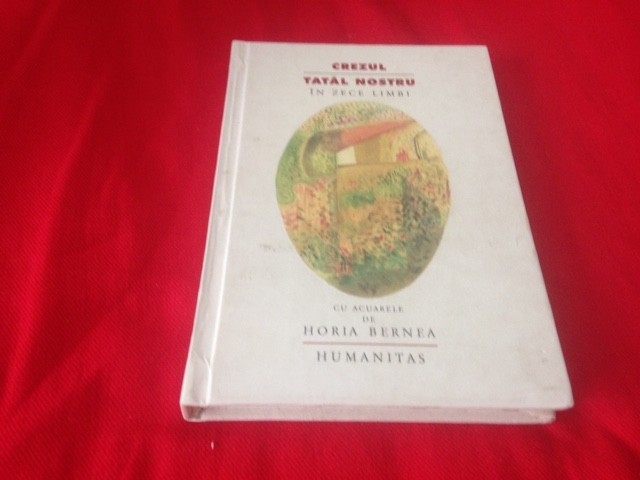 CREZUL
TATĂL NOSTRU
ÎN ZECE LIMBI
CU ACUARELE
DE
HORIA BERNEA
HUMANITAS